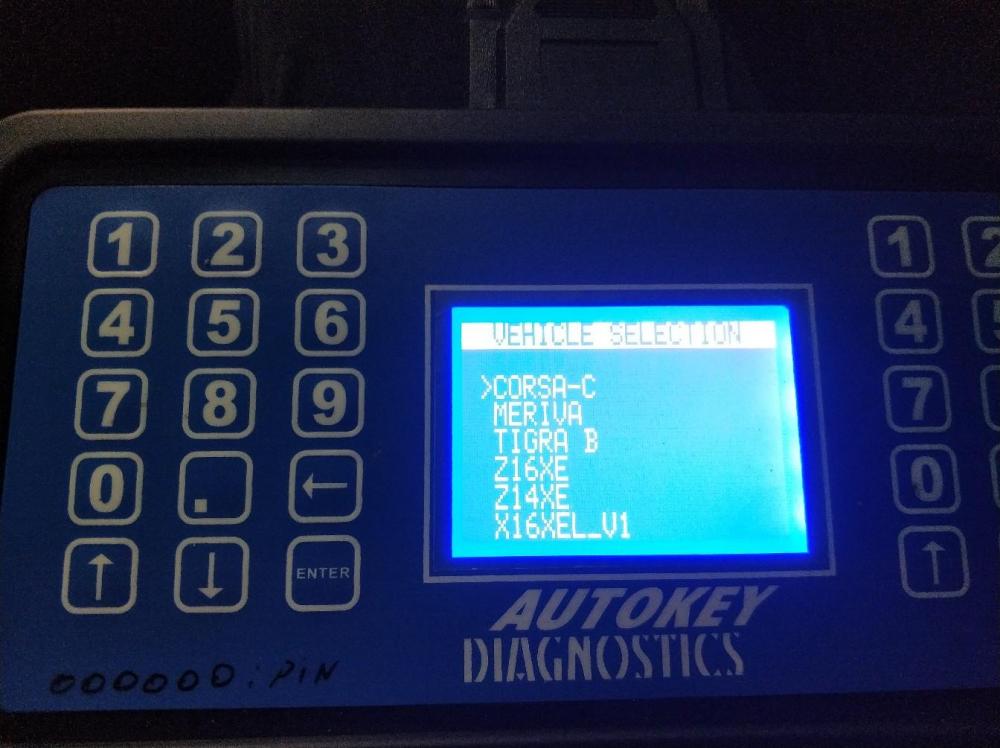 1 2 3
4 5 6
7 8 9
0 . ←
↑ ↓ ENTER
VEHICLE SELECTION
>CORSA-C
MERIVA
TIGRA B
Z16XE
Z14XE
X16XEL_V1
AUTOKEY
DIAGNOSTICS
000000: PIN
1 2
4 5
7
0
↑